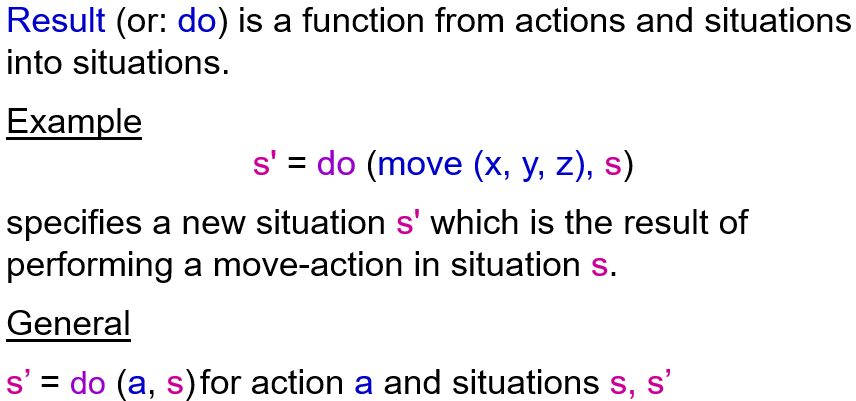 Result (or: do) is a function from actions and situations
into situations.
Example
s' = do (move (x, y, z), s)
specifies a new situation s' which is the result of
performing a move-action in situation s.
General
s’ = do (a, s) for action a and situations s, s’